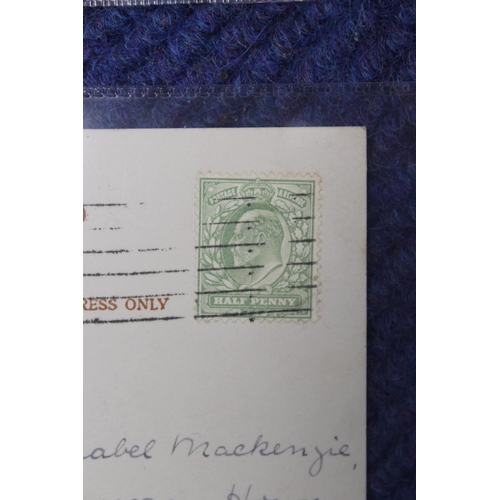 POSTAGE & REVENUE
HALF PENNY
RESS ONLY
abel Mackenzie,